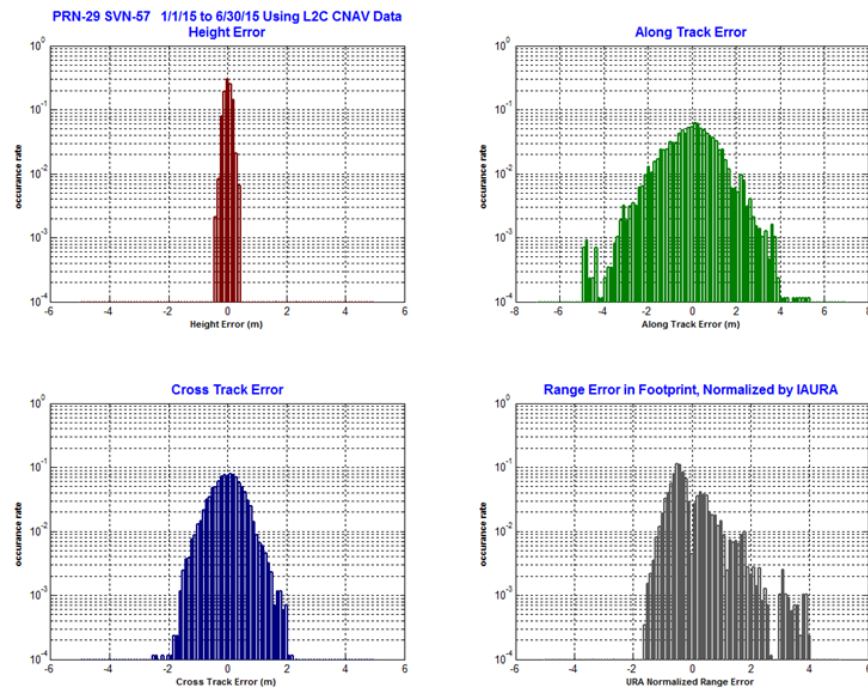 PRN-29 SVN-57 1/1/15 to 6/30/15 Using L2C CNAV Data
Height Error
10^0
10^-1
10^-2
10^-3
10^-4
occurance rate
-6 -4 -2 0 2 4 6
Height Error (m)
Along Track Error
10^0
10^-1
10^-2
10^-3
10^-4
occurance rate
-8 -6 -4 -2 0 2 4 6 8
Along Track Error (m)
Cross Track Error
10^0
10^-1
10^-2
10^-3
10^-4
occurance rate
-6 -4 -2 0 2 4 6
Cross Track Error (m)
Range Error in Footprint, Normalized by IAURA
10^0
10^-1
10^-2
10^-3
10^-4
occurance rate
-6 -4 -2 0 2 4 6
URA Normalized Range Error